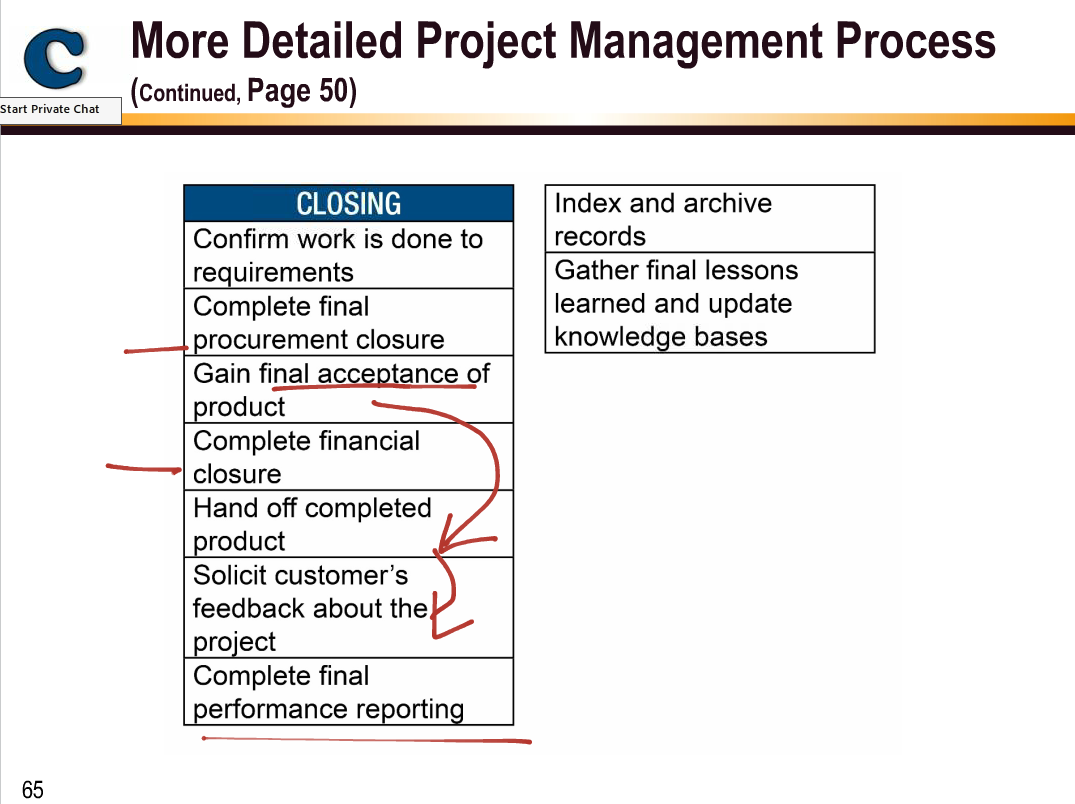 C
More Detailed Project Management Process
(Continued, Page 50)
Start Private Chat
CLOSING
Confirm work is done to
requirements
Complete final
procurement closure
Gain final acceptance of
product
Complete financial
closure
Hand off completed
product
Solicit customer’s
feedback about the
project
Complete final
performance reporting
Index and archive
records
Gather final lessons
learned and update
knowledge bases
65